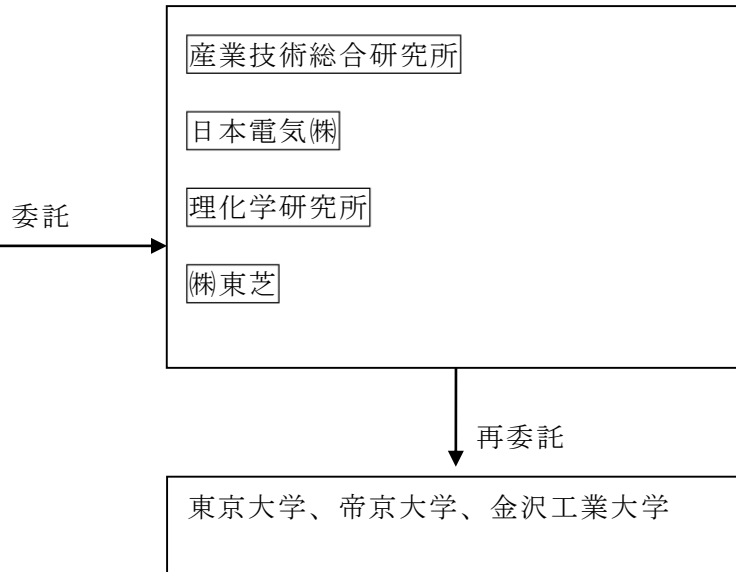 産業技術総合研究所
日本電気㈱
理化学研究所
委託
㈱東芝
再委託
東京大学、帝京大学、金沢工業大学